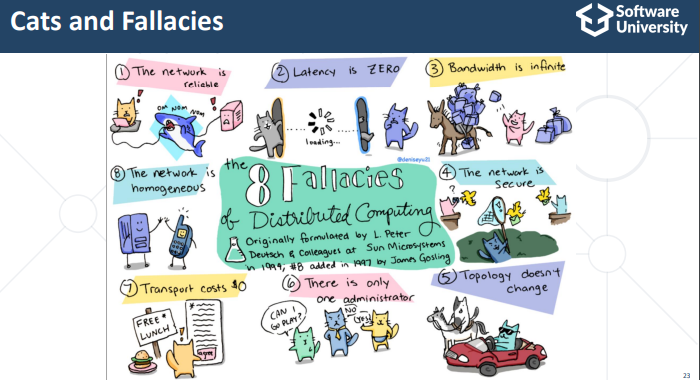 Cats and Fallacies
Software
University
① The network is
reliable
OM NOM NOM
② Latency is ZERO
loading...
@deniseyu21
③ Bandwidth is infinite
⑧ The network is
homogeneous
the
8 Fallacies
of Distributed Computing
Originally formulated by L. Peter
Deutsch & Colleagues at Sun Microsystems
in 1994, #8 added in 1997 by James Gosling
④ The network is
secure
?
⑦ Transport costs $0
FREE*
LUNCH
*
agree
⑥ There is only
one administrator
CAN I
GO PLAY?
NO
YES!
⑤ Topology doesn't
change
23